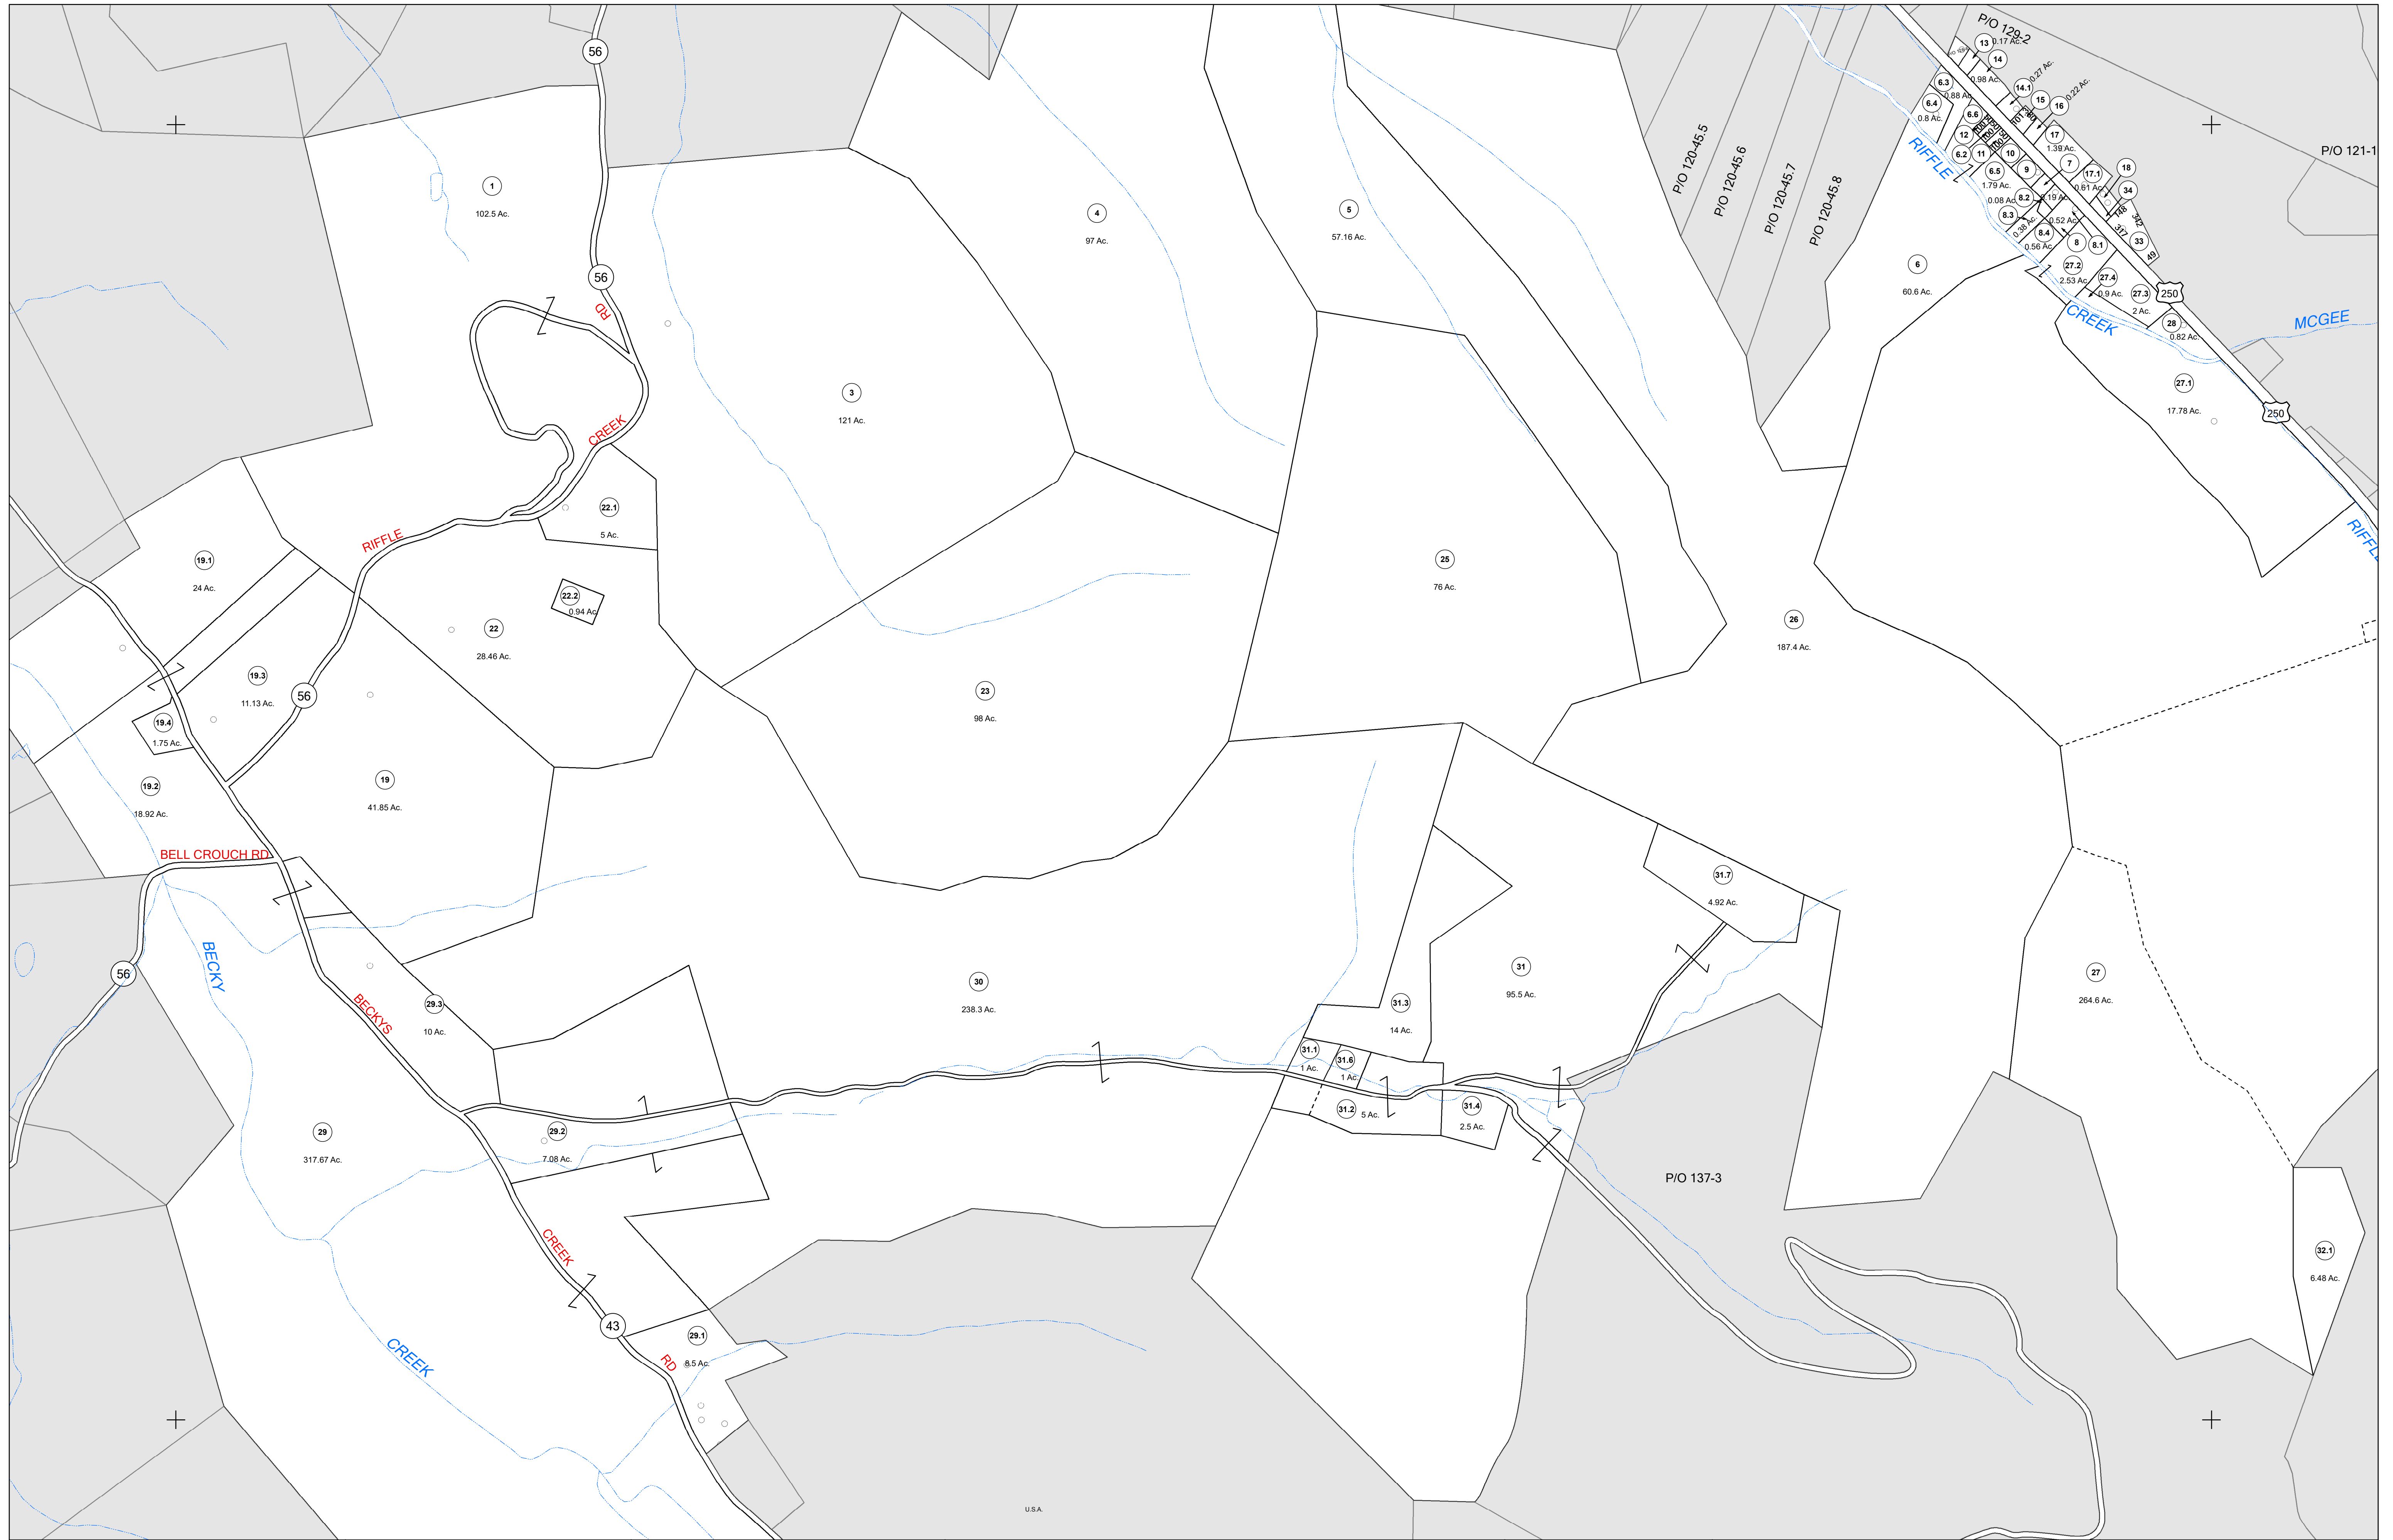 56
P/O 129-2
13
0.17 Ac.
14
0.98 Ac.
6.3
0.88 Ac.
14.1
0.27 Ac.
15
16
0.22 Ac.
6.4
0.8 Ac.
6.6
12
17
1.39 Ac.
6.2
11
10
9
7
17.1
0.61 Ac.
18
34
6.5
1.79 Ac.
8.2
0.19 Ac.
0.08 Ac.
8.3
0.38 Ac.
0.52 Ac.
8.4
0.56 Ac.
8
8.1
148
342
317
33
49
27.2
2.53 Ac.
27.4
0.9 Ac.
27.3
2 Ac.
250
28
0.82 Ac.
P/O 121-1
RIFFLE
CREEK
MCGEE
P/O 120-45.5
P/O 120-45.6
P/O 120-45.7
P/O 120-45.8
1
102.5 Ac.
4
97 Ac.
5
57.16 Ac.
6
60.6 Ac.
56
RD
27.1
17.78 Ac.
250
3
121 Ac.
CREEK
22.1
5 Ac.
RIFFLE
RIFFLE
19.1
24 Ac.
25
76 Ac.
22.2
0.94 Ac.
22
28.46 Ac.
26
187.4 Ac.
19.3
11.13 Ac.
56
23
98 Ac.
19.4
1.75 Ac.
19.2
18.92 Ac.
19
41.85 Ac.
BELL CROUCH RD
31.7
4.92 Ac.
56
BECKY
31
95.5 Ac.
27
264.6 Ac.
30
238.3 Ac.
29.3
10 Ac.
BECKYS
31.3
14 Ac.
31.1
1 Ac.
31.6
1 Ac.
31.2
5 Ac.
31.4
2.5 Ac.
29
317.67 Ac.
29.2
7.08 Ac.
P/O 137-3
CREEK
32.1
6.48 Ac.
43
29.1
8.5 Ac.
RD
CREEK
U.S.A.